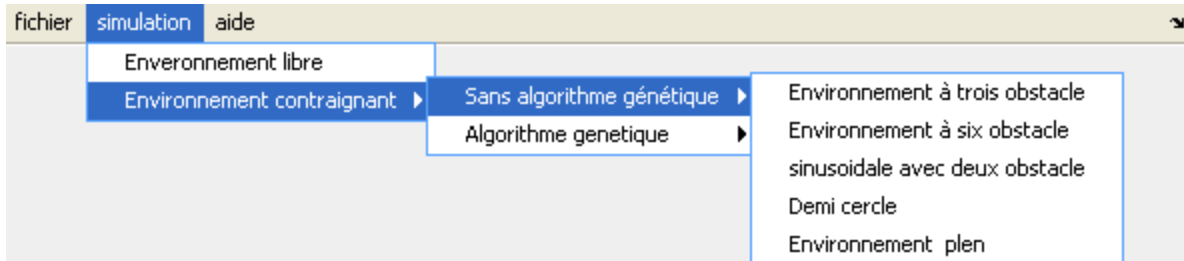 fichier simulation aide
Enveronnement libre
Environnement contraignant
Sans algorithme génétique
Algorithme genetique
Environnement à trois obstacle
Environnement à six obstacle
sinusoidale avec deux obstacle
Demi cercle
Environnement plen